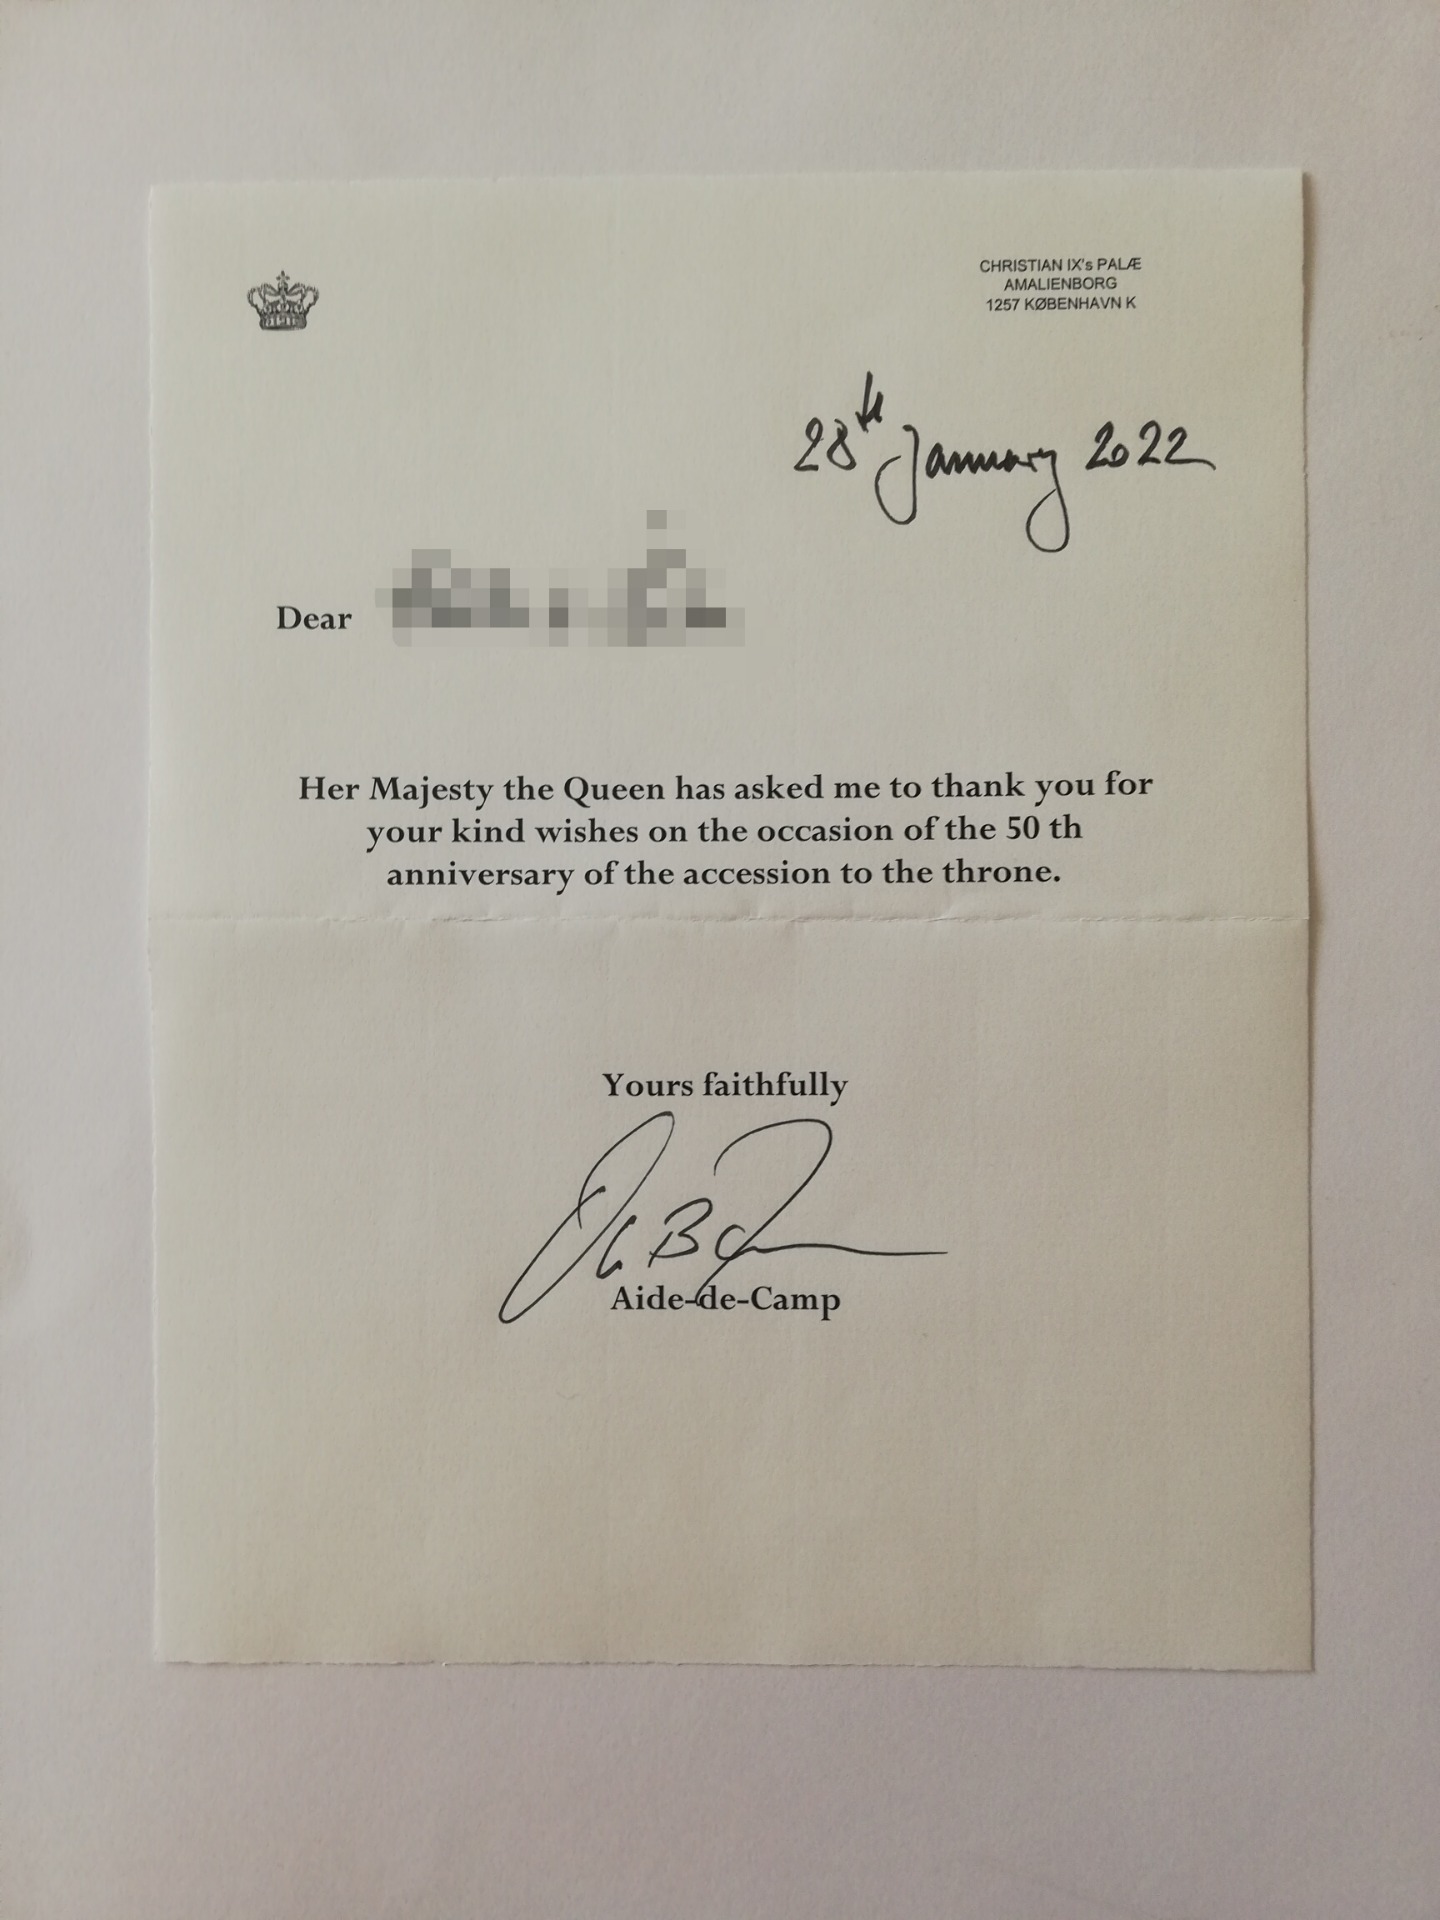 CHRISTIAN IX's PALÆ
AMALIENBORG
1257 KØBENHAVN K
28th January 2022
Dear
Her Majesty the Queen has asked me to thank you for
your kind wishes on the occasion of the 50 th
anniversary of the accession to the throne.
Yours faithfully
Aide-de-Camp